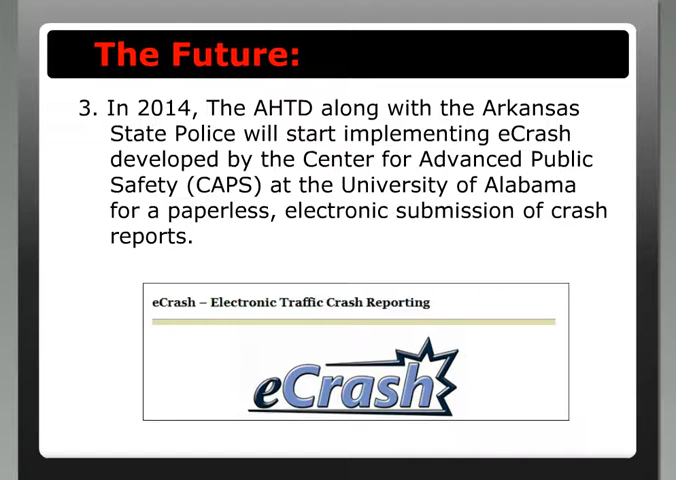 The Future:
3. In 2014, The AHTD along with the Arkansas
State Police will start implementing eCrash
developed by the Center for Advanced Public
Safety (CAPS) at the University of Alabama
for a paperless, electronic submission of crash
reports.
eCrash – Electronic Traffic Crash Reporting
eCrash